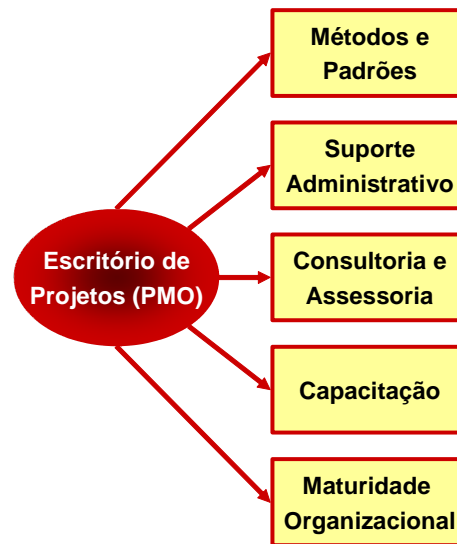 Métodos e
Padrões
Suporte
Administrativo
Escritório de
Projetos (PMO)
Consultoria e
Assessoria
Capacitação
Maturidade
Organizacional